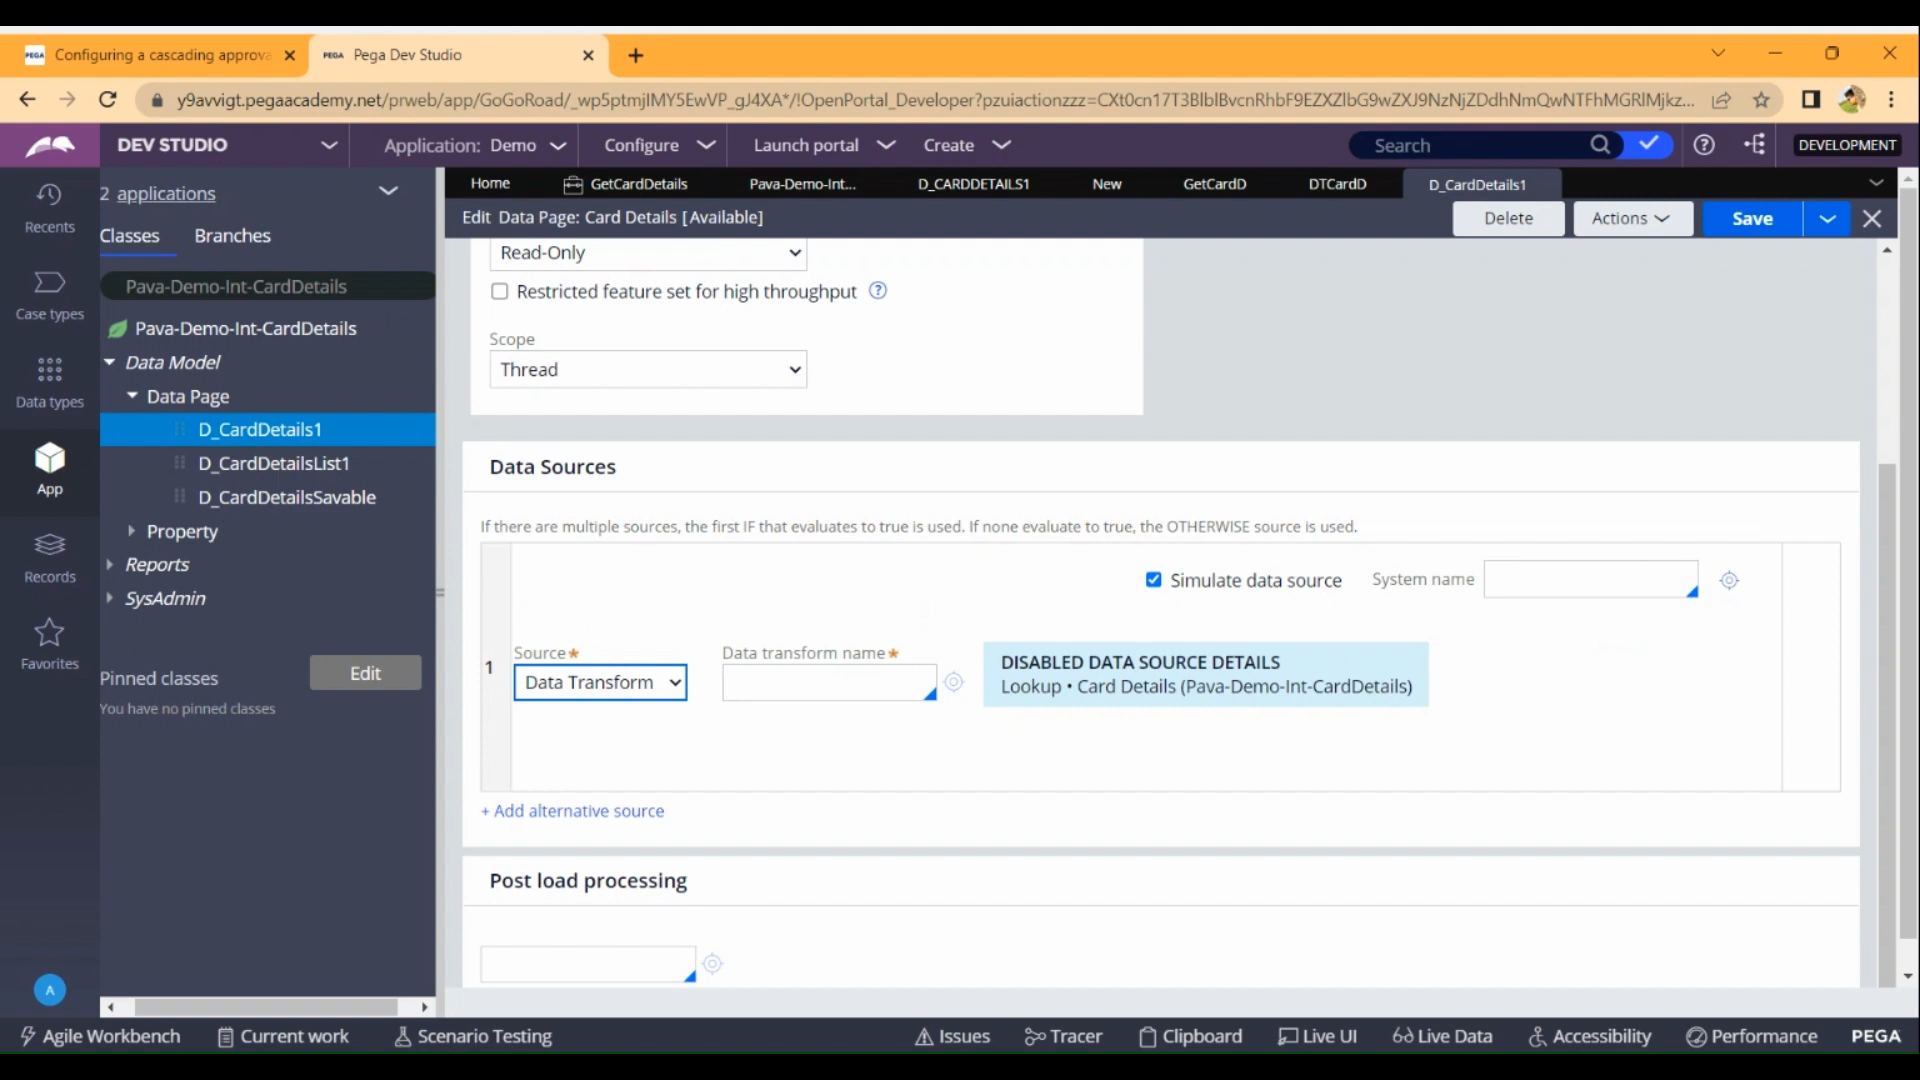 PEGA Configuring a cascading approva
PEGA Pega Dev Studio
y9avvigt.pegaacademy.net/prweb/app/GoGoRoad/_wp5ptmjIMY5EwVP_gJ4XA*/!OpenPortal_Developer?pzuiactionzzz=CXt0cn17T3BlblBvcnRhbF9EZXZlbG9wZXJ9NzNjZDdhNmQwNTFhMGRlMjkz...
DEV STUDIO
Application: Demo
Configure
Launch portal
Create
Search
DEVELOPMENT
Recents
Case types
Data types
App
Records
Favorites
A
2 applications
Classes Branches
Pava-Demo-Int-CardDetails
Pava-Demo-Int-CardDetails
Data Model
Data Page
D_CardDetails1
D_CardDetailsList1
D_CardDetailsSavable
Property
Reports
SysAdmin
Pinned classes Edit
You have no pinned classes
Home GetCardDetails Pava-Demo-Int... D_CARDDETAILS1 New GetCardD DTCardD D_CardDetails1
Edit Data Page: Card Details [Available]
Delete Actions Save
Read-Only
Restricted feature set for high throughput ?
Scope
Thread
Data Sources
If there are multiple sources, the first IF that evaluates to true is used. If none evaluate to true, the OTHERWISE source is used.
Simulate data source System name
1
Source★ Data transform name★
Data Transform
DISABLED DATA SOURCE DETAILS
Lookup • Card Details (Pava-Demo-Int-CardDetails)
+ Add alternative source
Post load processing
Agile Workbench Current work Scenario Testing Issues Tracer Clipboard Live UI Live Data Accessibility Performance PEGA